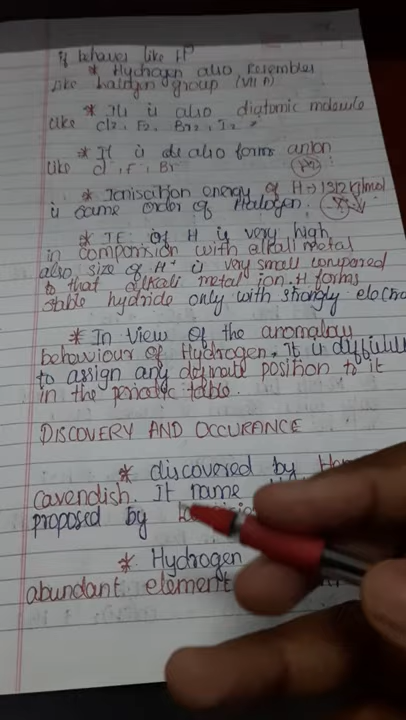 it behaves like H
* Hydrogen also Resembles
like halogen group (VII A)
* It is also diatomic molecule
like Cl2, F2, Br2, I2.
* It is also forms anion
like Cl, F, Br
* Ionisation energy of H → 1312 kj/mol
is same order of Halogen.
* I.E. of H is very high
in comparision with alkali metal
also size of H+ is very small compared
to that alkali metal ion. H forms
stable hydride only with strongly
* In view of the anomalous
behaviour of Hydrogen. It is difficult
to assign any definate position to it
in the periodic table.
DISCOVERY AND OCCURANCE
* discovered by
cavendish. It name
proposed by
* Hydrogen
abundant element